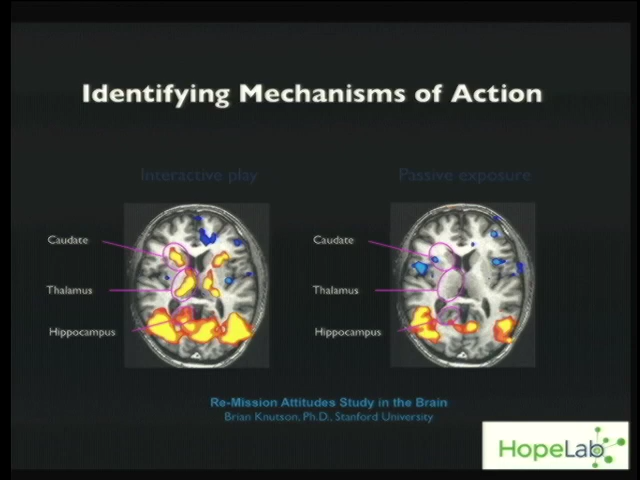 Identifying Mechanisms of Action
Interactive play
Passive exposure
Caudate
Thalamus
Hippocampus
Caudate
Thalamus
Hippocampus
Re-Mission Attitudes Study in the Brain
Brian Knutson, Ph.D., Stanford University
HopeLab